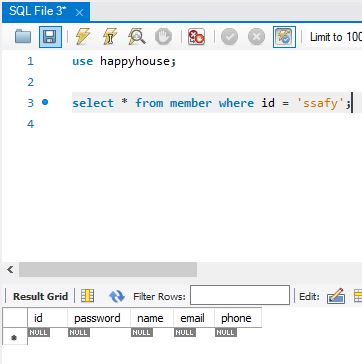 SQL File 3*
Limit to 100
1 use happyhouse;
2
3 select * from member where id = 'ssafy';
4
Result Grid Filter Rows: Edit:
id password name email phone
NULL NULL NULL NULL NULL